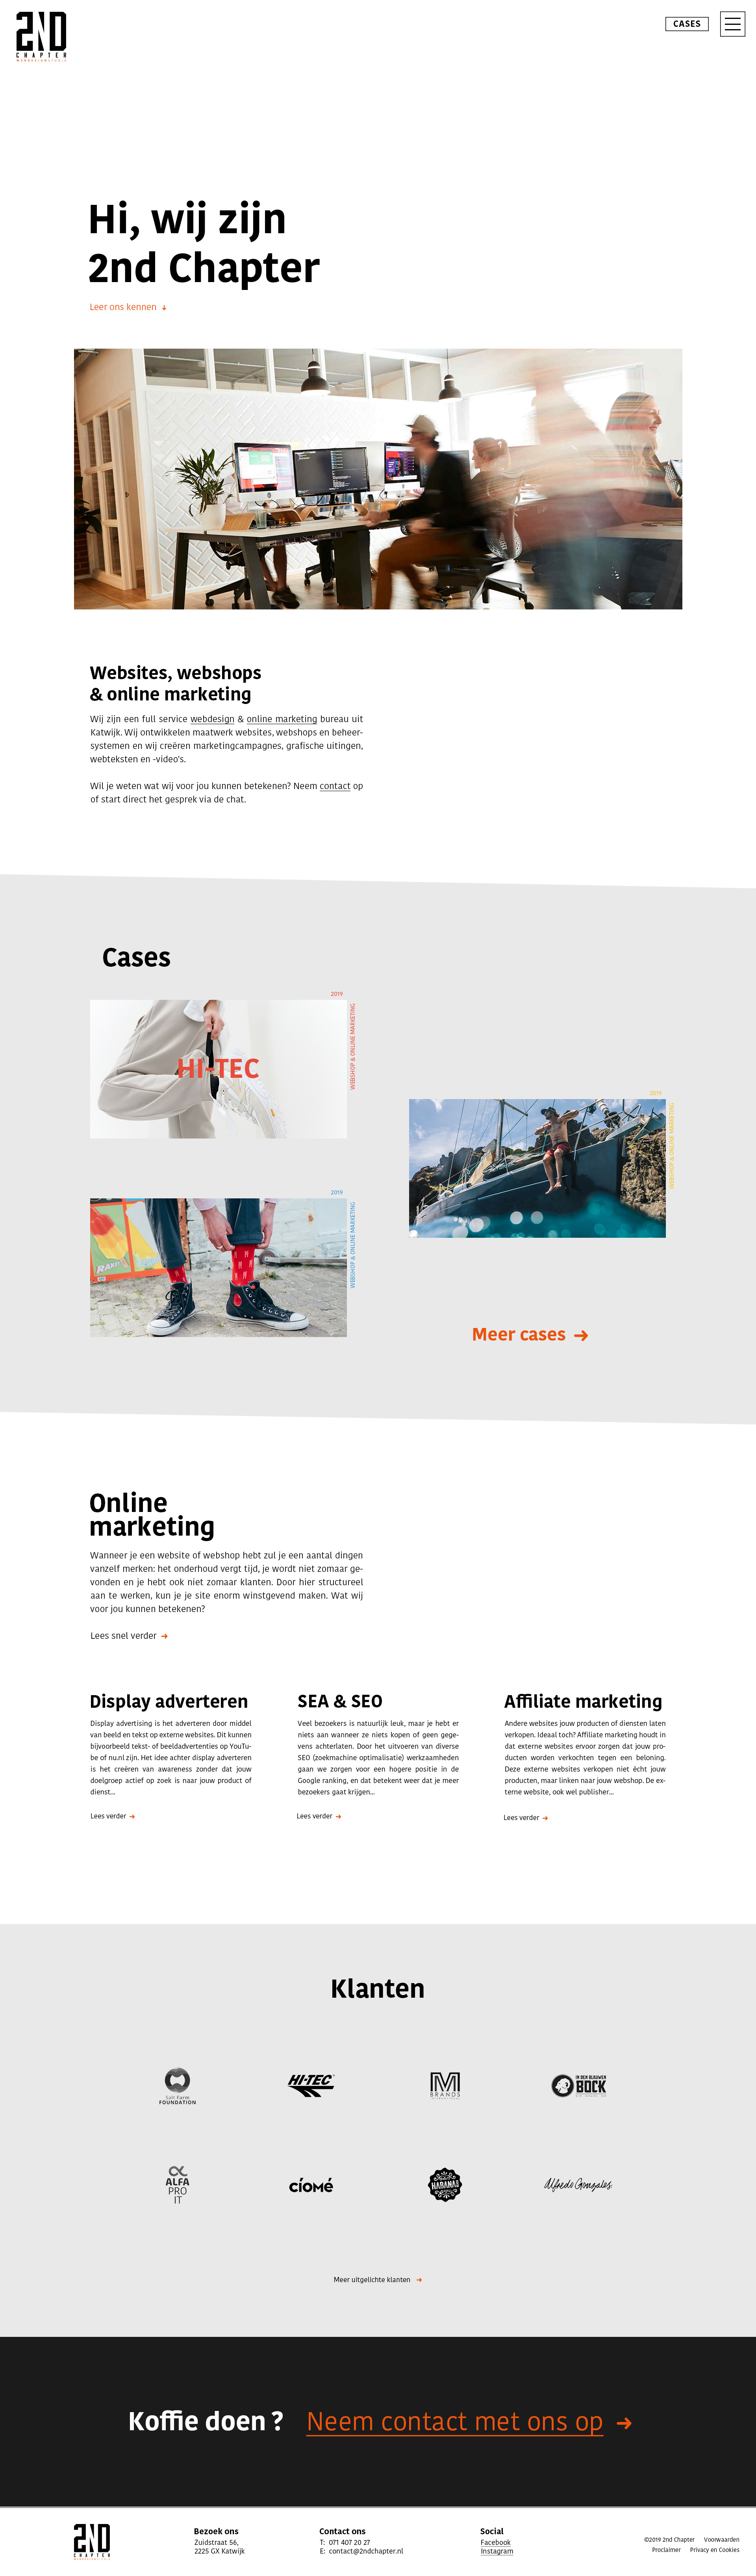 2ND
CHAPTER
CASES
Hi, wij zijn
2nd Chapter
Leer ons kennen ↓
Websites, webshops
& online marketing
Wij zijn een full service webdesign & online marketing bureau uit
Katwijk. Wij ontwikkelen maatwerk websites, webshops en beheer-
systemen en wij creëren marketingcampagnes, grafische uitingen,
webteksten en -video's.
Wil je weten wat wij voor jou kunnen betekenen? Neem contact op
of start direct het gesprek via de chat.
Cases
2019
HI-TEC
WEBSHOP & ONLINE MARKETING
2019
WEBSHOP & ONLINE MARKETING
2019
WEBSHOP & ONLINE MARKETING
Meer cases →
Online
marketing
Wanneer je een website of webshop hebt zul je een aantal dingen
vanzelf merken: het onderhoud vergt tijd, je wordt niet zomaar ge-
vonden en je hebt ook niet zomaar klanten. Door hier structureel
aan te werken, kun je je site enorm winstgevend maken. Wat wij
voor jou kunnen betekenen?
Lees snel verder →
Display adverteren
Display advertising is het adverteren door middel
van beeld en tekst op externe websites. Dit kunnen
bijvoorbeeld tekst- of beeldadvertenties op YouTu-
be of nu.nl zijn. Het idee achter display adverteren
is het creëren van awareness zonder dat jouw
doelgroep actief op zoek is naar jouw product of
dienst...
Lees verder →
SEA & SEO
Veel bezoekers is natuurlijk leuk, maar je hebt er
niets aan wanneer ze niets kopen of geen gege-
vens achterlaten. Door het uitvoeren van diverse
SEO (zoekmachine optimalisatie) werkzaamheden
gaan we zorgen voor een hogere positie in de
Google ranking, en dat betekent weer dat je meer
bezoekers gaat krijgen...
Lees verder →
Affiliate marketing
Andere websites jouw producten of diensten laten
verkopen. Ideaal toch? Affiliate marketing houdt in
dat externe websites ervoor zorgen dat jouw pro-
ducten worden verkochten tegen een beloning.
Deze externe websites verkopen niet écht jouw
producten, maar linken naar jouw webshop. De ex-
terne website, ook wel publisher...
Lees verder →
Klanten
Salt Farm
FOUNDATION
HI-TEC
M
BRANDS
IN DEN BLAUWEN
BOCK
ALFA
PRO
IT
CÍOMÉ
HABANAS
Alfredo Gonzales
Meer uitgelichte klanten →
Koffie doen ? Neem contact met ons op →
2ND
CHAPTER
Bezoek ons
Zuidstraat 56,
2225 GX Katwijk
Contact ons
T: 071 407 20 27
E: contact@2ndchapter.nl
Social
Facebook
Instagram
©2019 2nd Chapter Voorwaarden
Proclaimer Privacy en Cookies